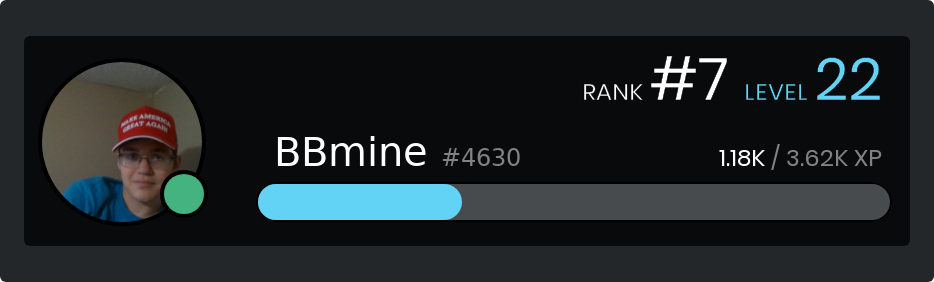 RANK #7 LEVEL 22
MAKE AMERICA
GREAT AGAIN
BBmine #4630
1.18K / 3.62K XP